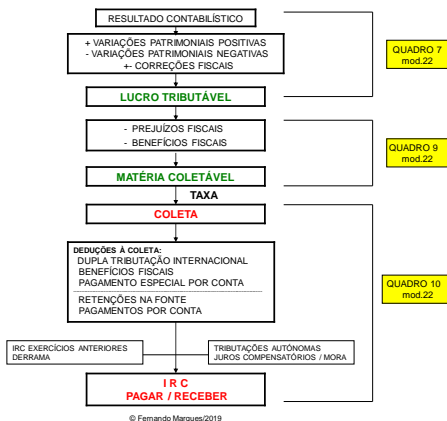 RESULTADO CONTABILÍSTICO
+ VARIAÇÕES PATRIMONIAIS POSITIVAS
- VARIAÇÕES PATRIMONIAIS NEGATIVAS
+- CORREÇÕES FISCAIS
QUADRO 7
mod.22
LUCRO TRIBUTÁVEL
- PREJUÍZOS FISCAIS
- BENEFÍCIOS FISCAIS
QUADRO 9
mod.22
MATÉRIA COLETÁVEL
TAXA
COLETA
DEDUÇÕES À COLETA:
DUPLA TRIBUTAÇÃO INTERNACIONAL
BENEFÍCIOS FISCAIS
PAGAMENTO ESPECIAL POR CONTA
RETENÇÕES NA FONTE
PAGAMENTOS POR CONTA
QUADRO 10
mod.22
IRC EXERCÍCIOS ANTERIORES
DERRAMA
TRIBUTAÇÕES AUTÓNOMAS
JUROS COMPENSATÓRIOS / MORA
I R C
PAGAR / RECEBER
© Fernando Marques/2019